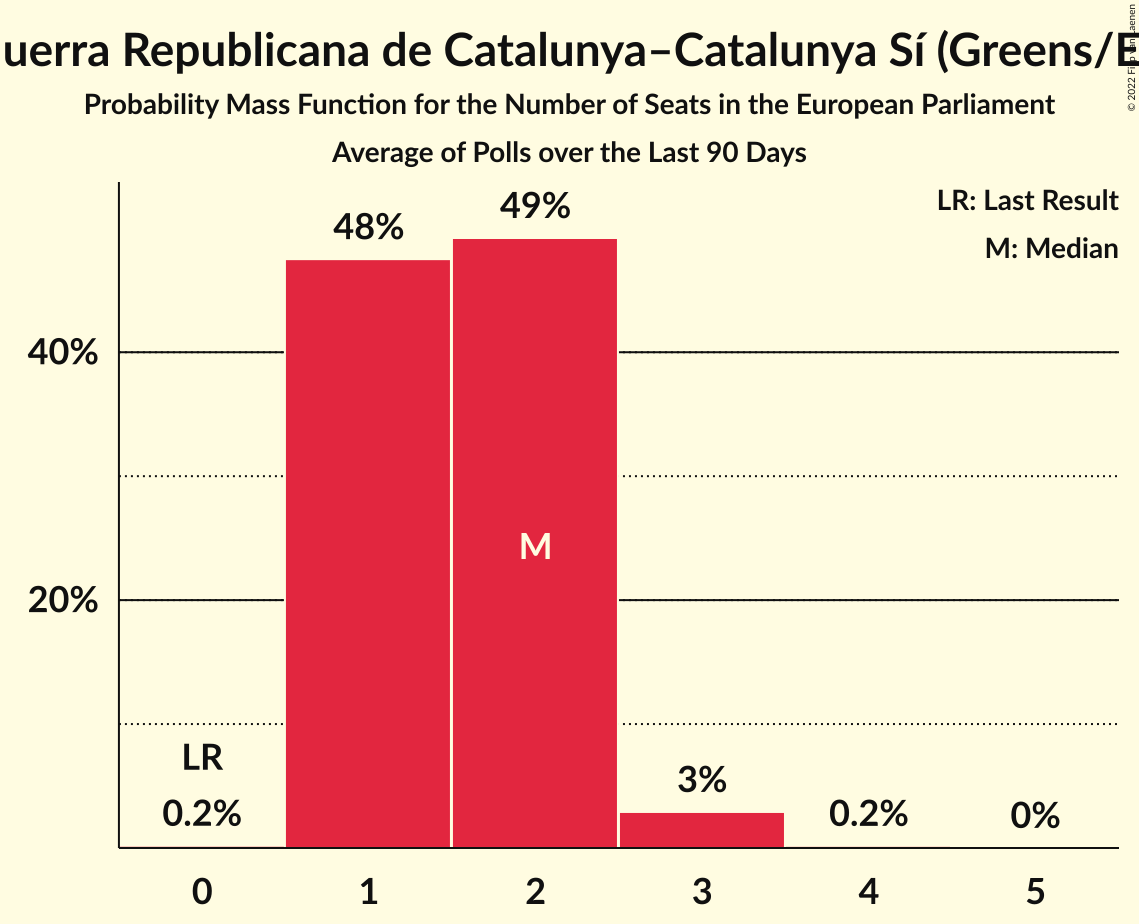 uerra Republicana de Catalunya–Catalunya Sí (Greens/E
Probability Mass Function for the Number of Seats in the European Parliament
Average of Polls over the Last 90 Days
LR: Last Result
M: Median
48%
49%
40%
M
20%
LR
0.2%
3%
0.2%
0%
0 1 2 3 4 5
© 2022